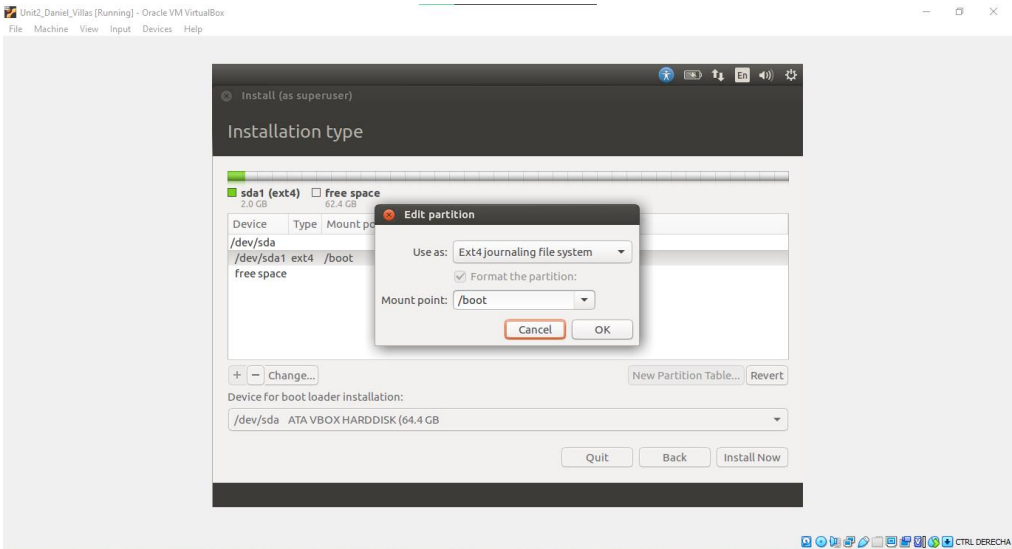 Unit2_Daniel_Villas [Running] - Oracle VM VirtualBox
File Machine View Input Devices Help
En
Install (as superuser)
Installation type
sda1 (ext4) free space
2.0 GB 62.4 GB
Edit partition
Device Type Mount po
/dev/sda
Use as: Ext4 journaling file system
/dev/sda1 ext4 /boot
free space
Format the partition:
Mount point: /boot
Cancel OK
+ − Change... New Partition Table... Revert
Device for boot loader installation:
/dev/sda ATA VBOX HARDDISK (64.4 GB
Quit Back Install Now
CTRL DERECHA